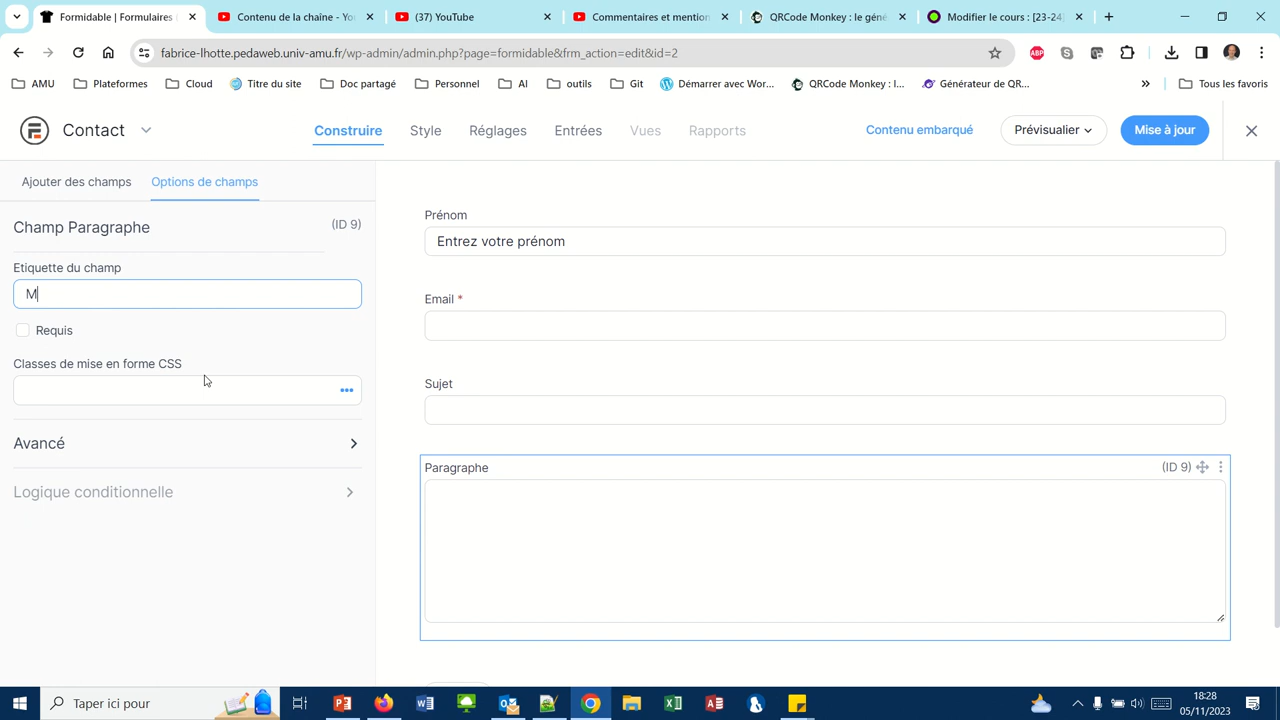 Formidable | Formulaires
Contenu de la chaîne - Yo
(37) YouTube
Commentaires et mention
QRCode Monkey : le géné
Modifier le cours : [23-24]
fabrice-lhotte.pedaweb.univ-amu.fr/wp-admin/admin.php?page=formidable&frm_action=edit&id=2
ABP
AMU
Plateformes
Cloud
Titre du site
Doc partagé
Personnel
AI
outils
Git
Démarrer avec Wor...
QRCode Monkey : l...
Générateur de QR...
Tous les favoris
Contact
Construire
Style
Réglages
Entrées
Vues
Rapports
Contenu embarqué
Prévisualier
Mise à jour
Ajouter des champs
Options de champs
Champ Paragraphe
(ID 9)
Etiquette du champ
M
Requis
Classes de mise en forme CSS
Avancé
Logique conditionnelle
Prénom
Entrez votre prénom
Email *
Sujet
Paragraphe
(ID 9)
Taper ici pour
18:28
05/11/2023